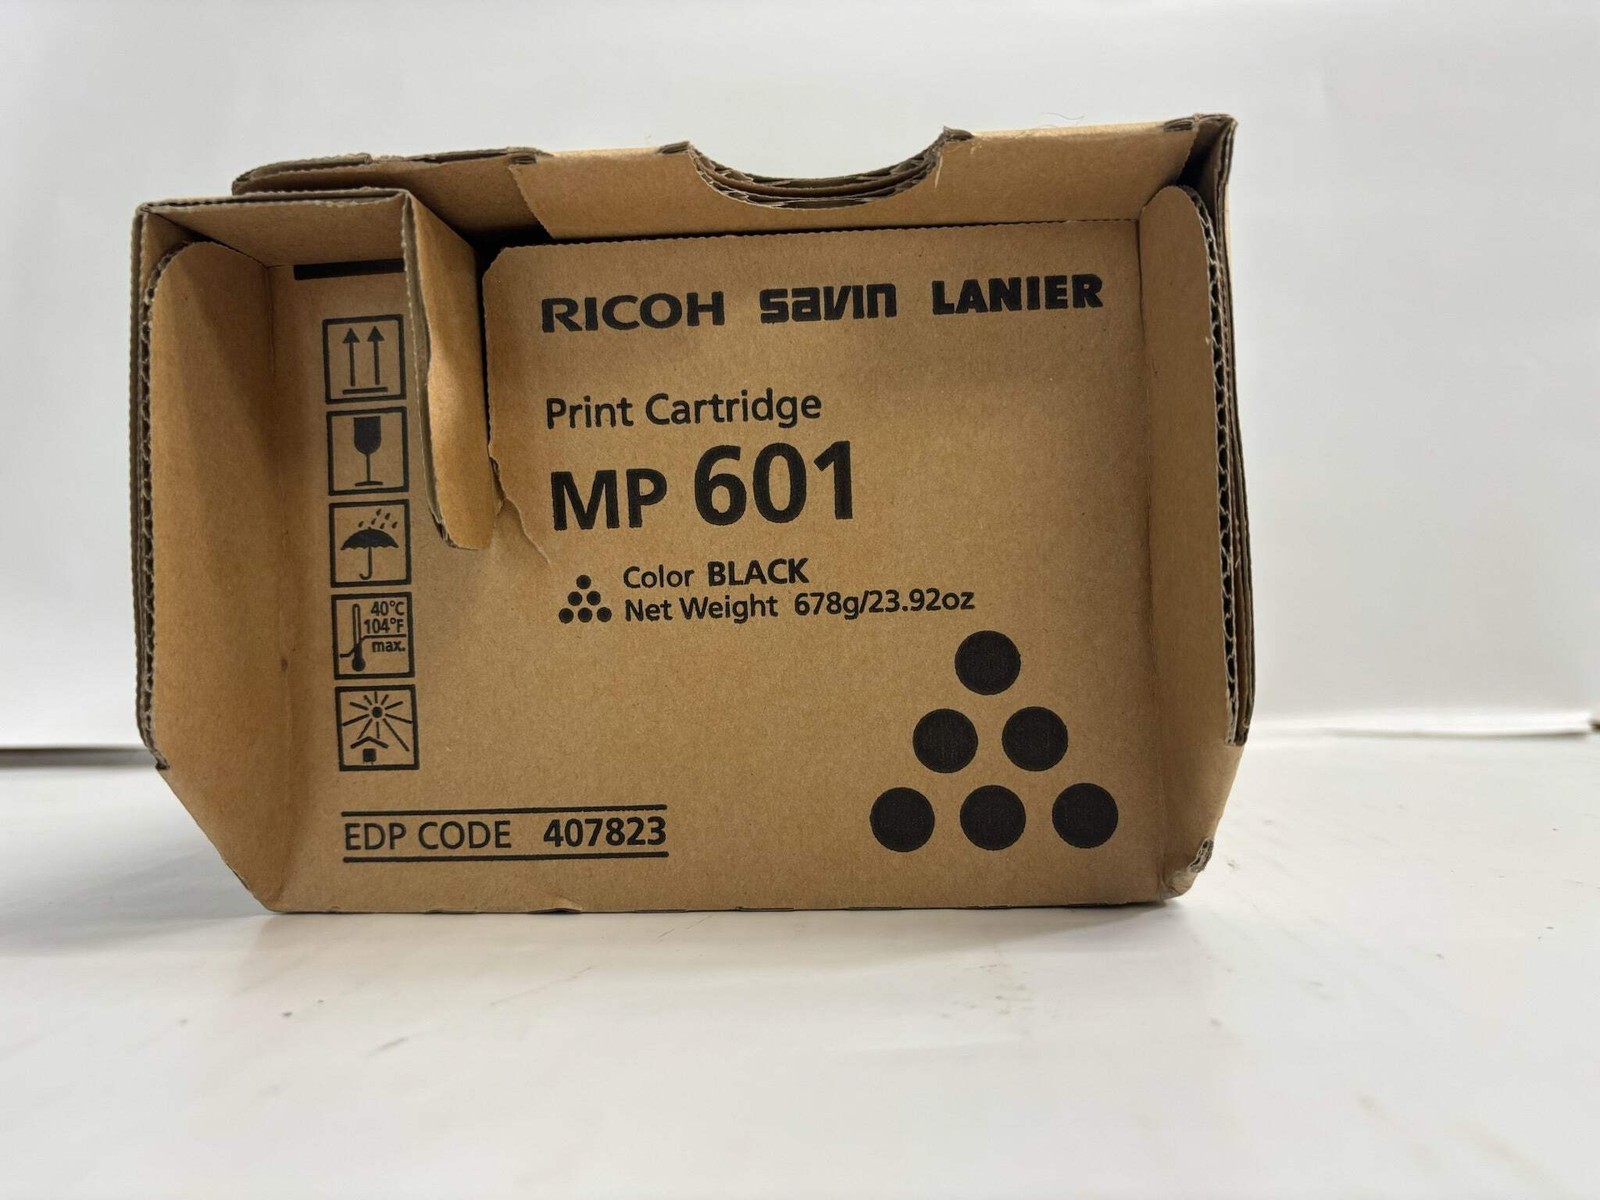 RICOH savin LANIER
Print Cartridge
MP 601
Color BLACK
Net Weight 678g/23.92oz
40°C
104°F
max.
EDP CODE 407823